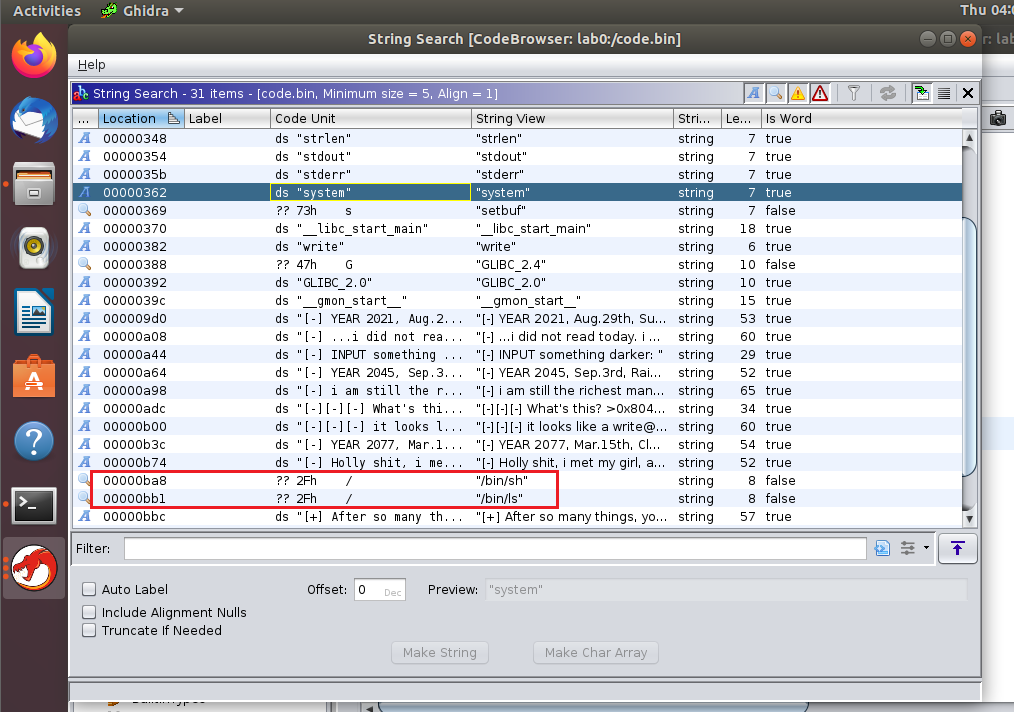 Activities Ghidra Thu 04:0
String Search [CodeBrowser: lab0:/code.bin]
Help
String Search - 31 items - [code.bin, Minimum size = 5, Align = 1]
... Location Label Code Unit String View Stri... Le... Is Word
A 00000348 ds "strlen" "strlen" string 7 true
A 00000354 ds "stdout" "stdout" string 7 true
A 0000035b ds "stderr" "stderr" string 7 true
A 00000362 ds "system" "system" string 7 true
00000369 ?? 73h s "setbuf" string 7 false
A 00000370 ds "__libc_start_main" "__libc_start_main" string 18 true
A 00000382 ds "write" "write" string 6 true
00000388 ?? 47h G "GLIBC_2.4" string 10 false
A 00000392 ds "GLIBC_2.0" "GLIBC_2.0" string 10 true
A 0000039c ds "__gmon_start__" "__gmon_start__" string 15 true
A 000009d0 ds "[-] YEAR 2021, Aug.2... "[-] YEAR 2021, Aug.29th, Su... string 53 true
A 00000a08 ds "[-] ...i did not rea... "[-] ...i did not read today. i ... string 60 true
A 00000a44 ds "[-] INPUT something ... "[-] INPUT something darker: " string 29 true
A 00000a64 ds "[-] YEAR 2045, Sep.3... "[-] YEAR 2045, Sep.3rd, Rai... string 52 true
A 00000a98 ds "[-] i am still the r... "[-] i am still the richest man... string 65 true
A 00000adc ds "[-][-][-] What's thi... "[-][-][-] What's this? >0x804... string 34 true
A 00000b00 ds "[-][-][-] it looks l... "[-][-][-] it looks like a write@... string 60 true
A 00000b3c ds "[-] YEAR 2077, Mar.1... "[-] YEAR 2077, Mar.15th, Cl... string 54 true
A 00000b74 ds "[-] Holly shit, i me... "[-] Holly shit, i met my girl, a... string 52 true
00000ba8 ?? 2Fh / "/bin/sh" string 8 false
00000bb1 ?? 2Fh / "/bin/ls" string 8 false
A 00000bbc ds "[+] After so many th... "[+] After so many things, yo... string 57 true
Filter:
Auto Label Offset: 0 Dec Preview: "system"
Include Alignment Nulls
Truncate If Needed
Make String Make Char Array